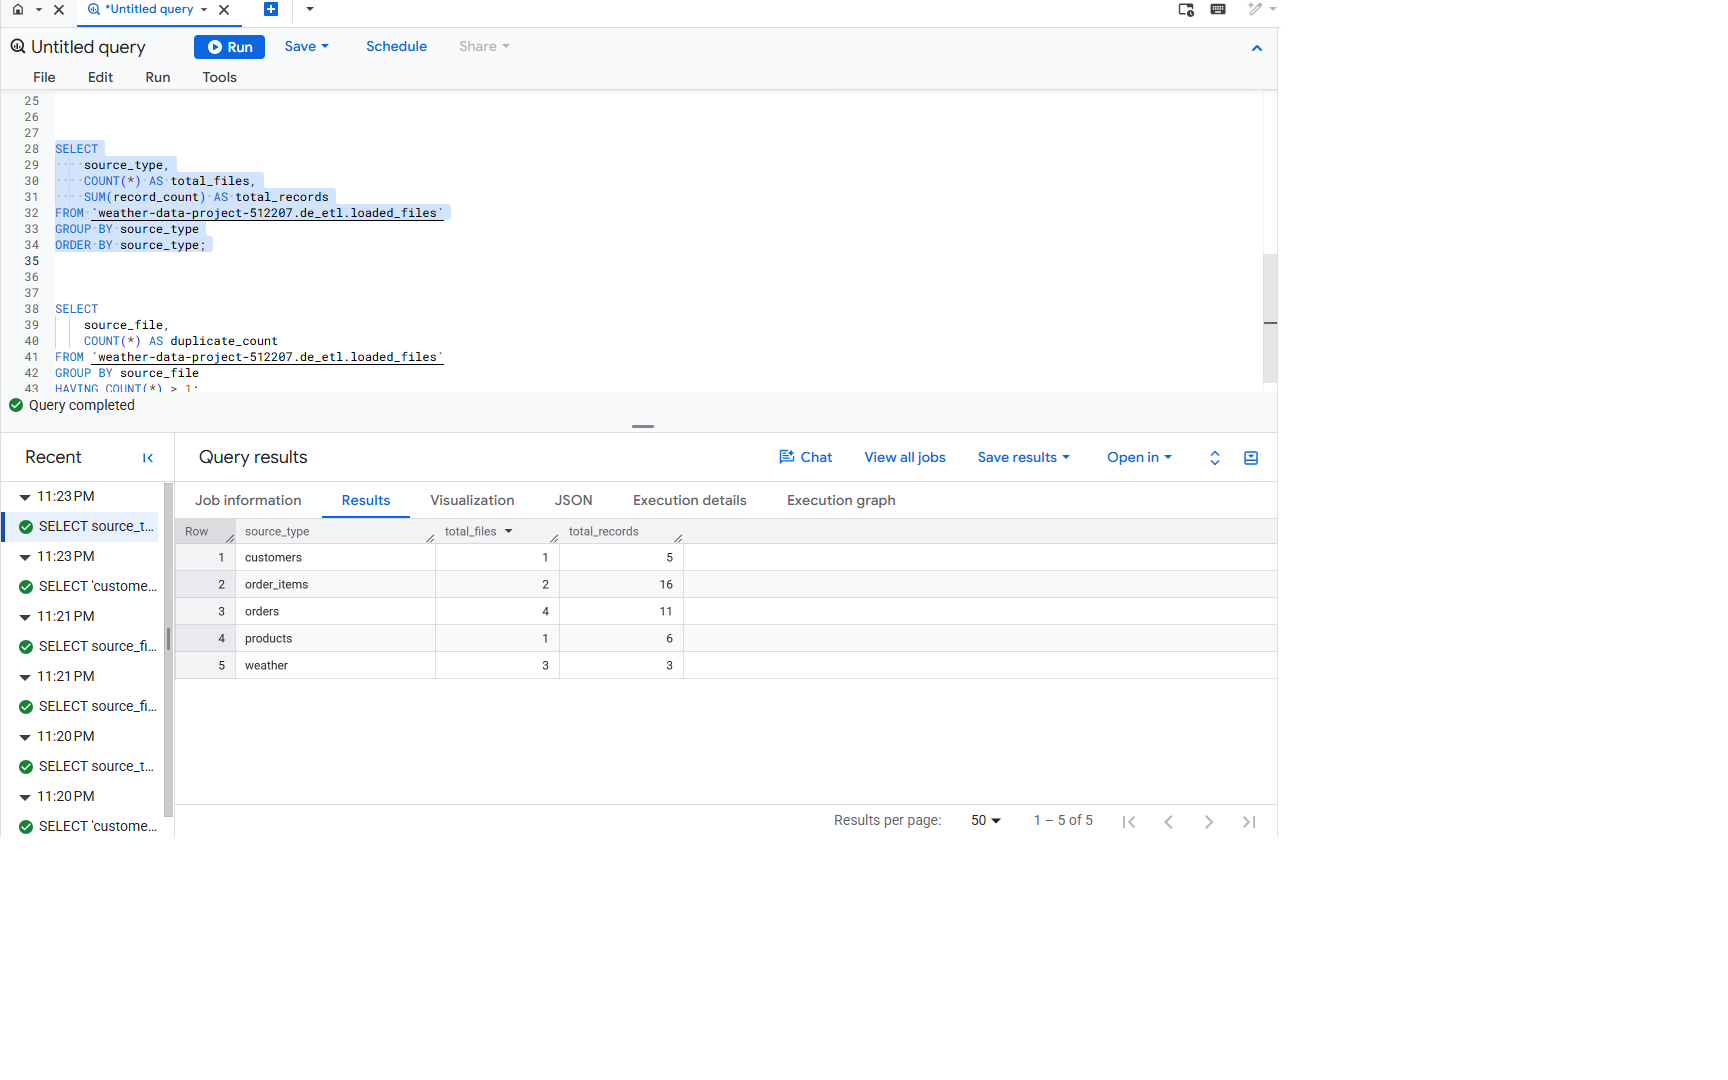 *Untitled query
Untitled query
Run
Save
Schedule
Share
File
Edit
Run
Tools
25
26
27
28 SELECT
29 source_type,
30 COUNT(*) AS total_files,
31 SUM(record_count) AS total_records
32 FROM `weather-data-project-512207.de_etl.loaded_files`
33 GROUP BY source_type
34 ORDER BY source_type;
35
36
37
38 SELECT
39 source_file,
40 COUNT(*) AS duplicate_count
41 FROM `weather-data-project-512207.de_etl.loaded_files`
42 GROUP BY source_file
43 HAVING COUNT(*) > 1;
Query completed
Recent
11:23 PM
SELECT source_t...
11:23 PM
SELECT 'custome...
11:21 PM
SELECT source_fi...
11:21 PM
SELECT source_fi...
11:20 PM
SELECT source_t...
11:20 PM
SELECT 'custome...
Query results
Chat
View all jobs
Save results
Open in
Job information
Results
Visualization
JSON
Execution details
Execution graph
Row source_type total_files total_records
1 customers 1 5
2 order_items 2 16
3 orders 4 11
4 products 1 6
5 weather 3 3
Results per page: 50 1 – 5 of 5